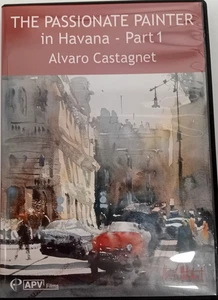 THE PASSIONATE PAINTER
in Havana - Part 1
Alvaro Castagnet
APV Films